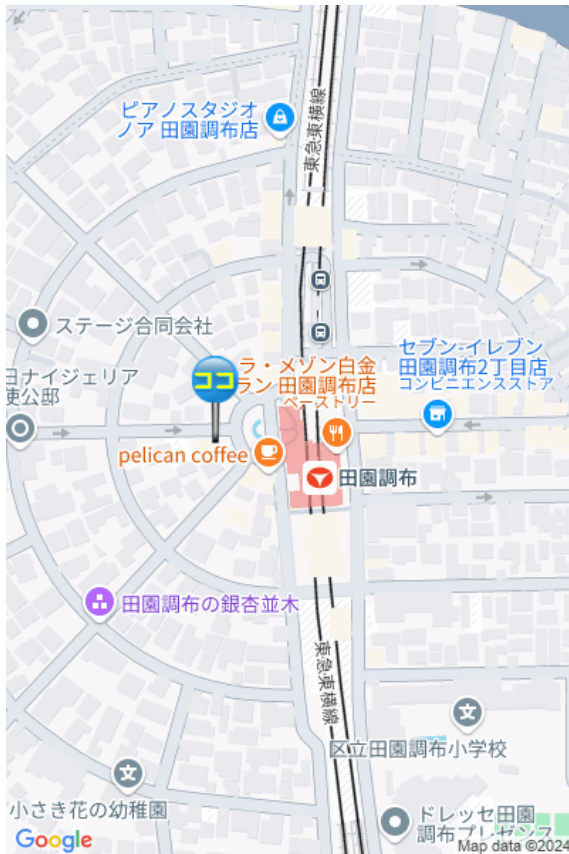 東急東横線
ピアノスタジオ
ノア 田園調布店
ステージ合同会社
ココ
ラ・メゾン白金
ラン 田園調布店
ペーストリー
セブン‐イレブン
田園調布2丁目店
コンビニエンスストア
日ナイジェリア
使公邸
pelican coffee
田園調布
田園調布の銀杏並木
東急東横線
区立田園調布小学校
小さき花の幼稚園
ドレッセ田園
調布プレゼンス
Google
Map data ©2024